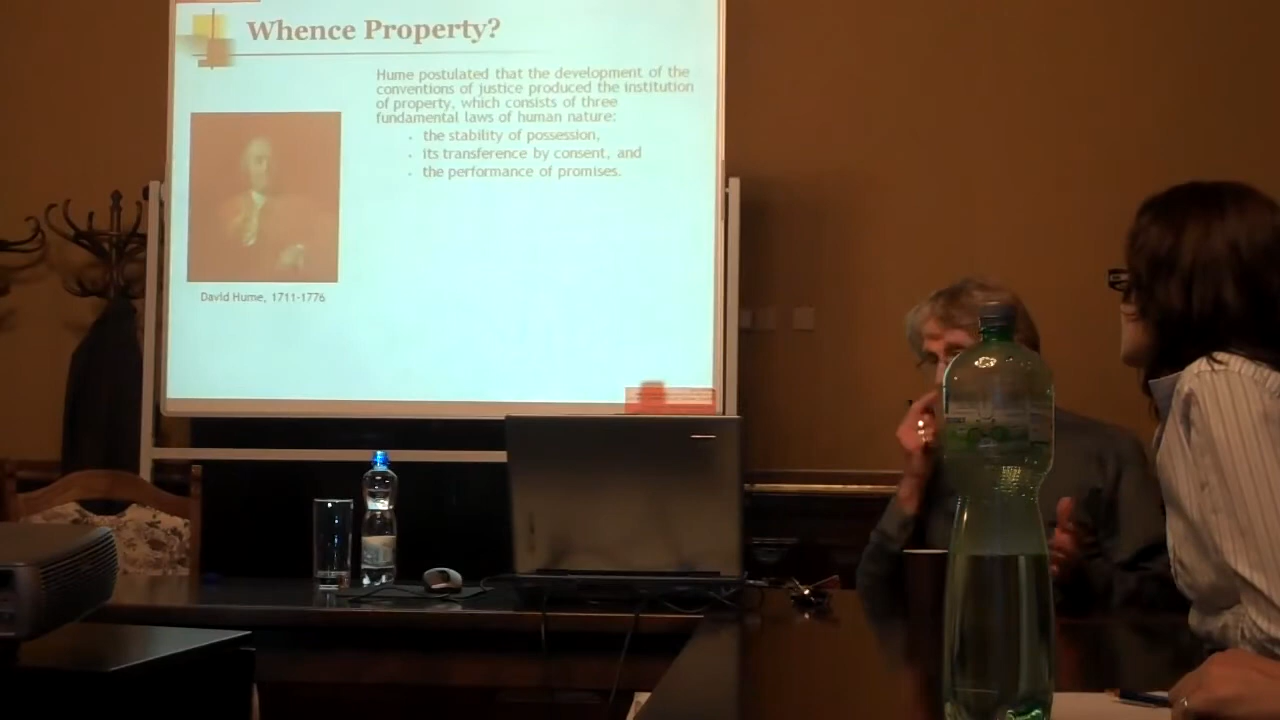 Whence Property?
Hume postulated that the development of the
conventions of justice produced the institution
of property, which consists of three
fundamental laws of human nature:
the stability of possession,
its transference by consent, and
the performance of promises.
David Hume, 1711-1776